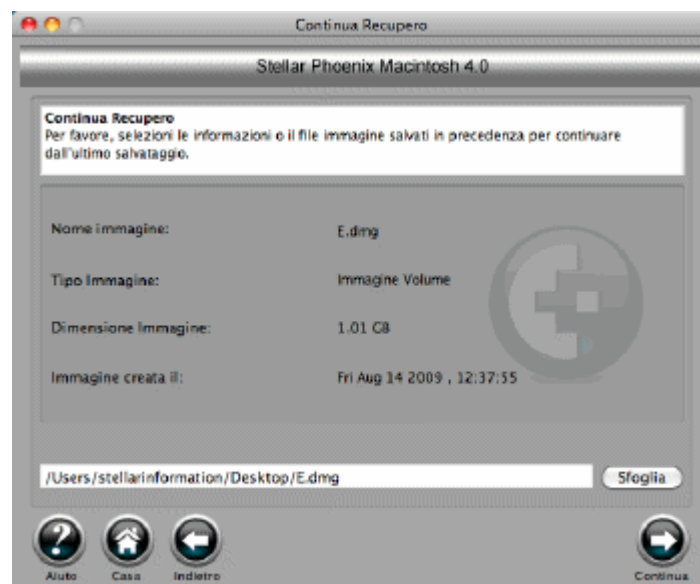 Continua Recupero
Stellar Phoenix Macintosh 4.0
Continua Recupero
Per favore, selezioni le informazioni o il file immagine salvati in precedenza per continuare
dall'ultimo salvataggio.
Nome immagine: E.dmg
Tipo Immagine: Immagine Volume
Dimensione Immagine: 1.01 GB
Immagine creata il: Fri Aug 14 2009 , 12:37:55
/Users/stellarinformation/Desktop/E.dmg Sfoglia
? Aiuto Casa Indietro Continua